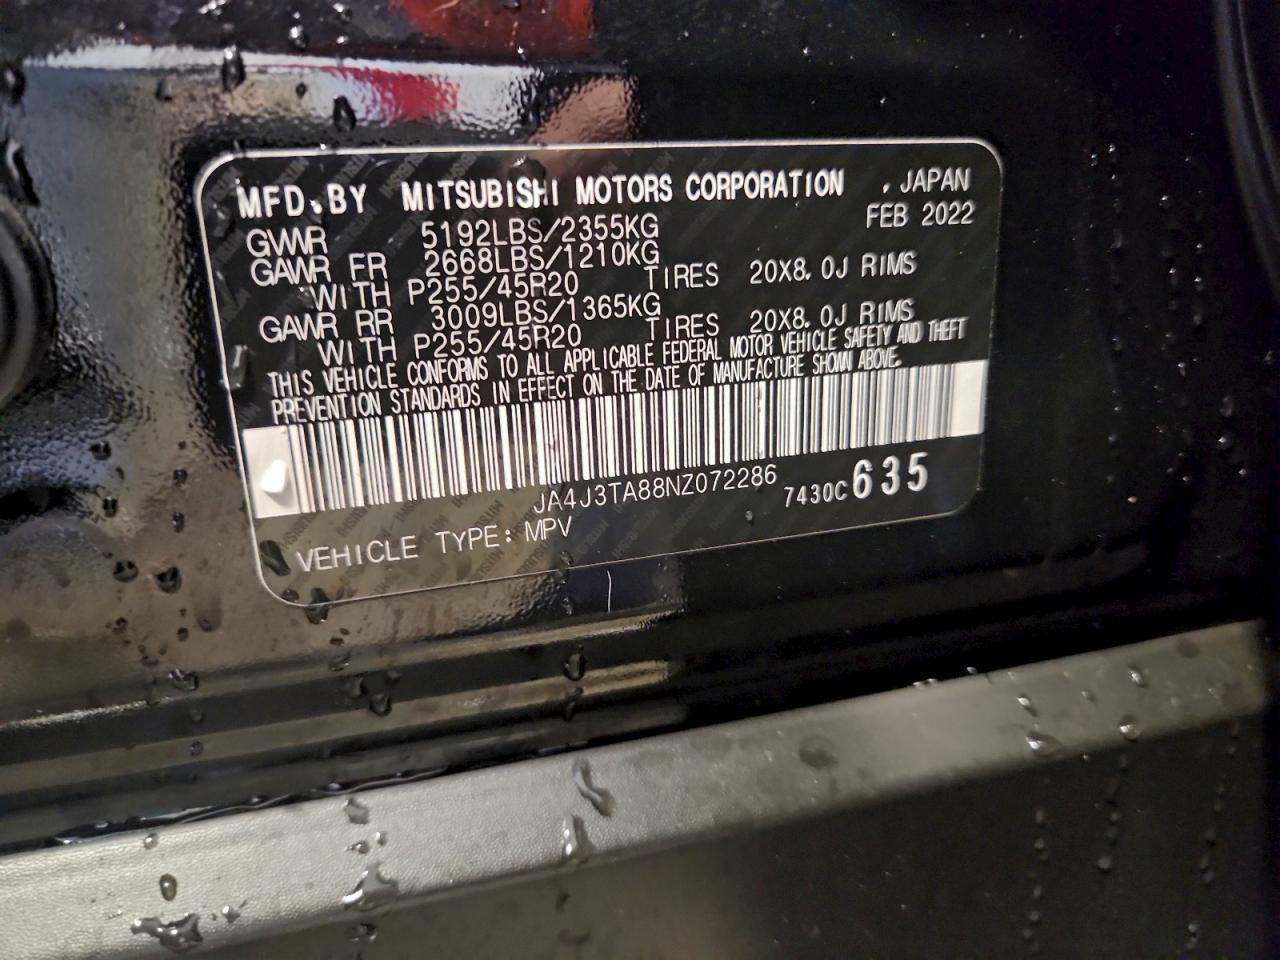 MFD.BY MITSUBISHI MOTORS CORPORATION , JAPAN
FEB 2022
GVWR 5192LBS/2355KG
GAWR FR 2668LBS/1210KG
WITH P255/45R20 TIRES 20X8.0J RIMS
GAWR RR 3009LBS/1365KG
WITH P255/45R20 TIRES 20X8.0J RIMS
THIS VEHICLE CONFORMS TO ALL APPLICABLE FEDERAL MOTOR VEHICLE SAFETY AND THEFT
PREVENTION STANDARDS IN EFFECT ON THE DATE OF MANUFACTURE SHOWN ABOVE.
JA4J3TA88NZ072286 7430C635
VEHICLE TYPE: MPV